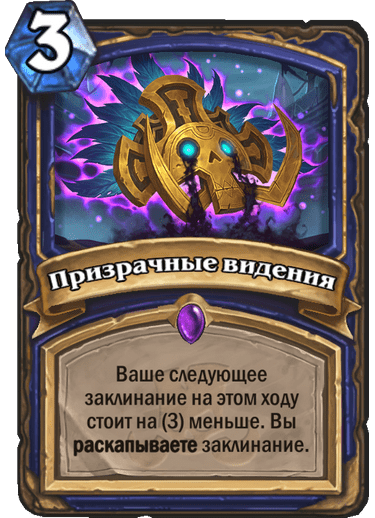 3
Призрачные видения
Ваше следующее
заклинание на этом ходу
стоит на (3) меньше. Вы
раскапываете заклинание.